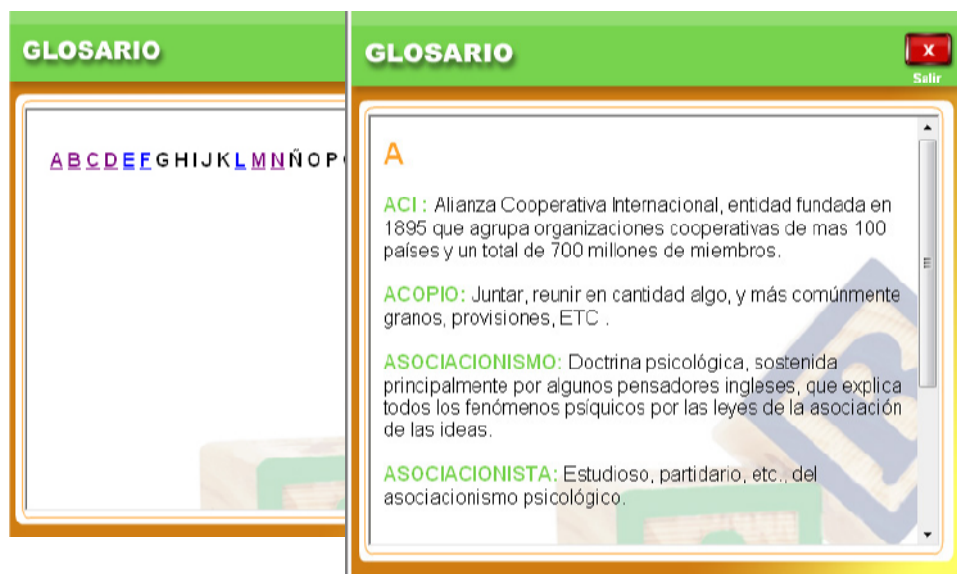 GLOSARIO
A B C D E F G H I J K L M N Ñ O P
GLOSARIO
X
Salir
A
ACI : Alianza Cooperativa Internacional, entidad fundada en
1895 que agrupa organizaciones cooperativas de mas 100
países y un total de 700 millones de miembros.
ACOPIO: Juntar, reunir en cantidad algo, y más comúnmente
granos, provisiones, ETC .
ASOCIACIONISMO: Doctrina psicológica, sostenida
principalmente por algunos pensadores ingleses, que explica
todos los fenómenos psíquicos por las leyes de la asociación
de las ideas.
ASOCIACIONISTA: Estudioso, partidario, etc., del
asociacionismo psicológico.
R